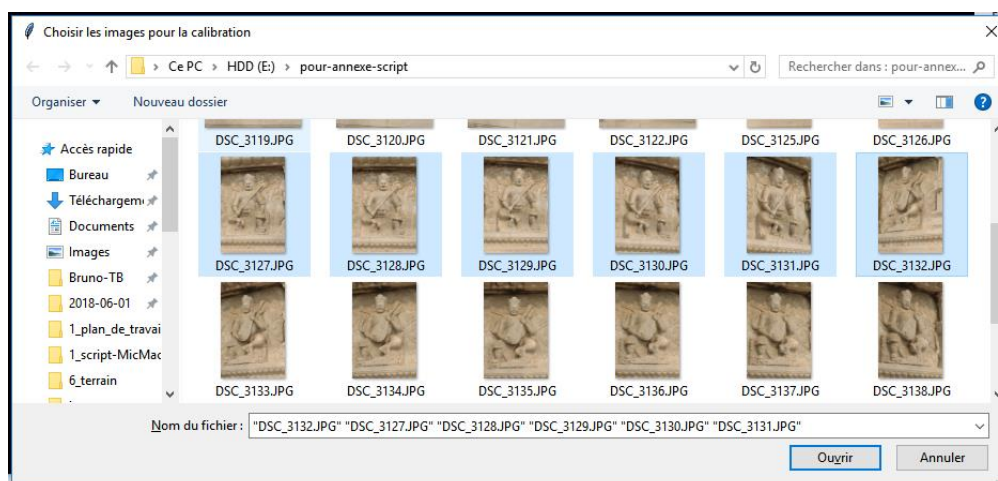 Choisir les images pour la calibration
Ce PC > HDD (E:) > pour-annexe-script
Rechercher dans : pour-annex...
Organiser
Nouveau dossier
DSC_3119.JPG DSC_3120.JPG DSC_3121.JPG DSC_3122.JPG DSC_3125.JPG DSC_3126.JPG
Accès rapide
Bureau
Téléchargem
Documents
Images
DSC_3127.JPG DSC_3128.JPG DSC_3129.JPG DSC_3130.JPG DSC_3131.JPG DSC_3132.JPG
Bruno-TB
2018-06-01
1_plan_de_travai
1_script-MicMac
6_terrain
DSC_3133.JPG DSC_3134.JPG DSC_3135.JPG DSC_3136.JPG DSC_3137.JPG DSC_3138.JPG
Nom du fichier : "DSC_3132.JPG" "DSC_3127.JPG" "DSC_3128.JPG" "DSC_3129.JPG" "DSC_3130.JPG" "DSC_3131.JPG"
Ouvrir Annuler